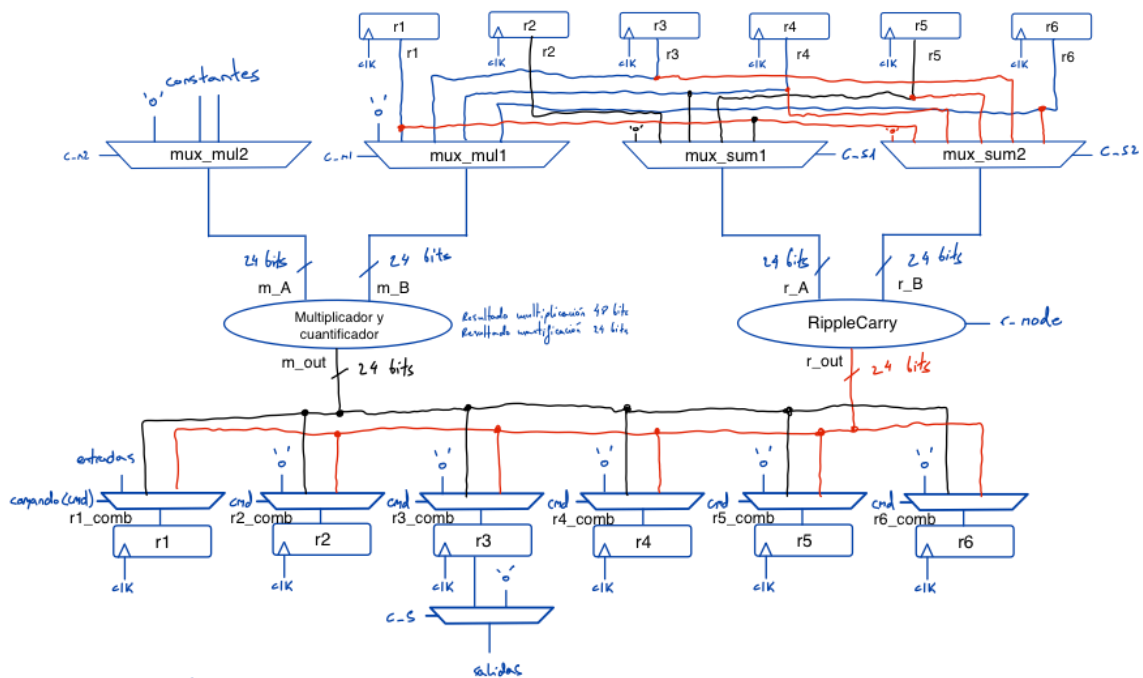 r1
r2
r3
r4
r5
r6
clK
clK
clK
clK
clK
clK
r1
r2
r3
r4
r5
r6
constantes
'0'
'0'
'0'
'0'
c_m2
mux_mul2
c_m1
mux_mul1
mux_sum1
c_S1
mux_sum2
c_S2
24 bits
24 bits
24 bits
24 bits
m_A
m_B
r_A
r_B
Multiplicador y
cuantificador
Resultado multiplicación 48 bits
Resultado cuantificación 24 bits
RippleCarry
r_mode
m_out
24 bits
r_out
24 bits
entradas
'0'
'0'
'0'
'0'
'0'
comando(cmd)
cmd
cmd
cmd
cmd
cmd
r1_comb
r2_comb
r3_comb
r4_comb
r5_comb
r6_comb
r1
r2
r3
r4
r5
r6
clK
clK
clK
clK
clK
clK
'0'
c_S
salidas